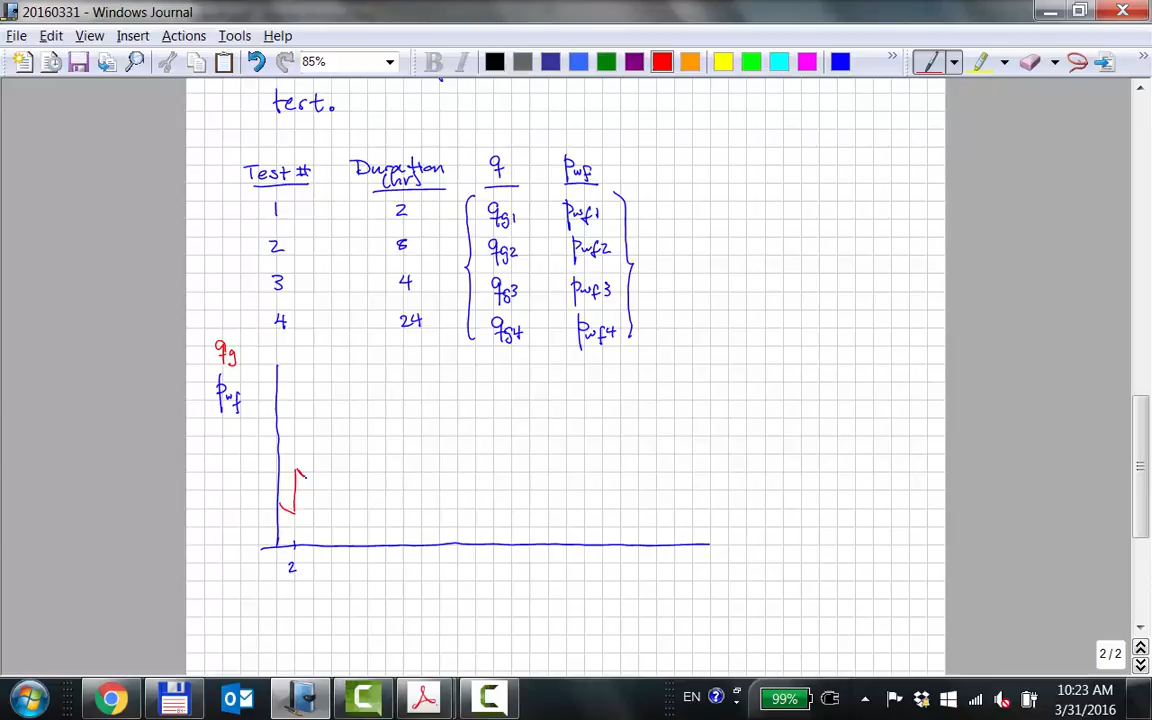 20160331 - Windows Journal
File Edit View Insert Actions Tools Help
85% B I
test.
Test # Duration (hrs) q pwf
1 2 qg1 pwf1
2 8 qg2 pwf2
3 4 qg3 pwf3
4 24 qg4 pwf4
qg
pwf
2
2/2
EN 99% 10:23 AM
3/31/2016